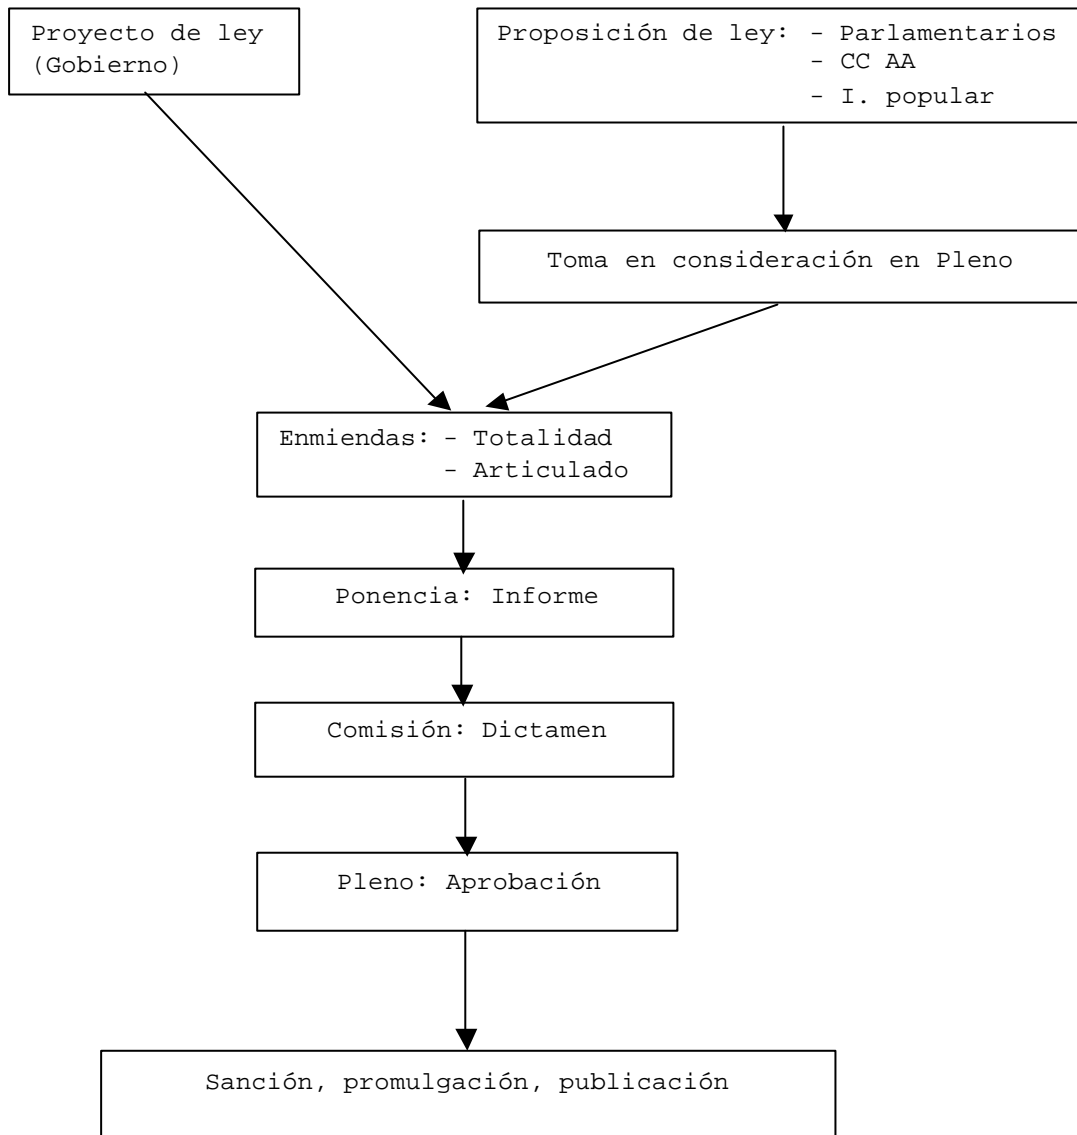 Proyecto de ley
(Gobierno)
Proposición de ley: - Parlamentarios
- CC AA
- I. popular
Toma en consideración en Pleno
Enmiendas: - Totalidad
- Articulado
Ponencia: Informe
Comisión: Dictamen
Pleno: Aprobación
Sanción, promulgación, publicación